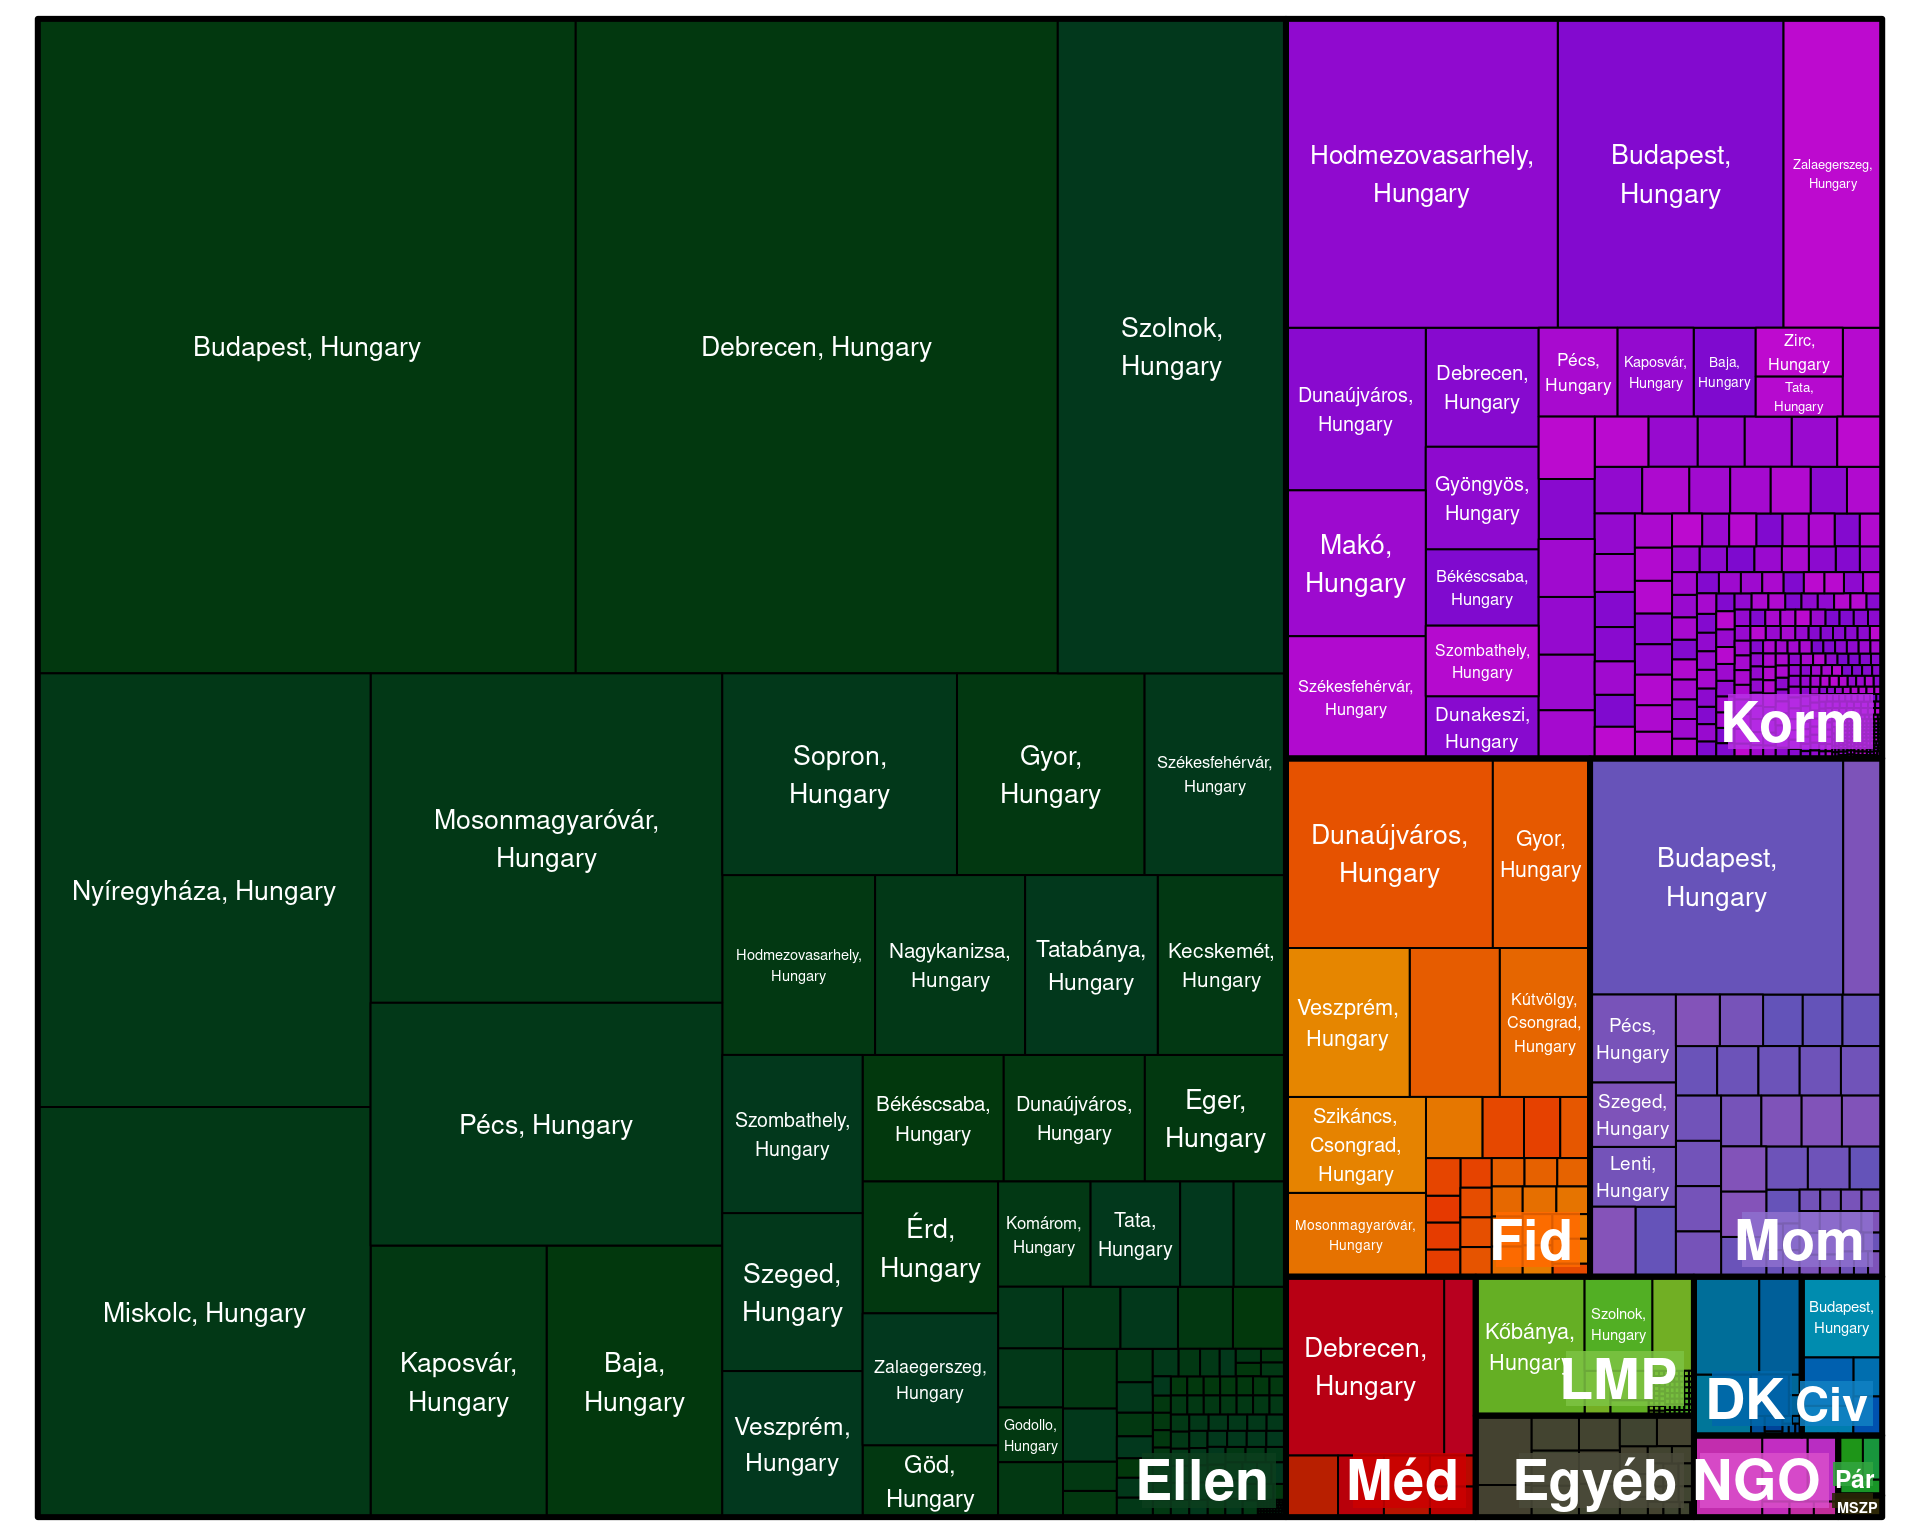 Budapest, Hungary
Debrecen, Hungary
Szolnok,
Hungary
Nyíregyháza, Hungary
Miskolc, Hungary
Mosonmagyaróvár,
Hungary
Pécs, Hungary
Kaposvár,
Hungary
Baja,
Hungary
Sopron,
Hungary
Gyor,
Hungary
Székesfehérvár,
Hungary
Hodmezovasarhely,
Hungary
Nagykanizsa,
Hungary
Tatabánya,
Hungary
Kecskemét,
Hungary
Szombathely,
Hungary
Szeged,
Hungary
Veszprém,
Hungary
Békéscsaba,
Hungary
Dunaújváros,
Hungary
Eger,
Hungary
Érd,
Hungary
Zalaegerszeg,
Hungary
Göd,
Hungary
Komárom,
Hungary
Tata,
Hungary
Godollo,
Hungary
Ellen
Hodmezovasarhely,
Hungary
Budapest,
Hungary
Zalaegerszeg,
Hungary
Dunaújváros,
Hungary
Makó,
Hungary
Székesfehérvár,
Hungary
Debrecen,
Hungary
Gyöngyös,
Hungary
Békéscsaba,
Hungary
Szombathely,
Hungary
Dunakeszi,
Hungary
Pécs,
Hungary
Kaposvár,
Hungary
Baja,
Hungary
Zirc,
Hungary
Tata,
Hungary
Korm
Dunaújváros,
Hungary
Gyor,
Hungary
Veszprém,
Hungary
Kútvölgy,
Csongrad,
Hungary
Szikáncs,
Csongrad,
Hungary
Mosonmagyaróvár,
Hungary
Fid
Budapest,
Hungary
Pécs,
Hungary
Szeged,
Hungary
Lenti,
Hungary
Mom
Debrecen,
Hungary
Méd
Kőbánya,
Hungary
Szolnok,
Hungary
LMP
Egyéb
DK
Budapest,
Hungary
Civ
NGO
Pár
MSZP